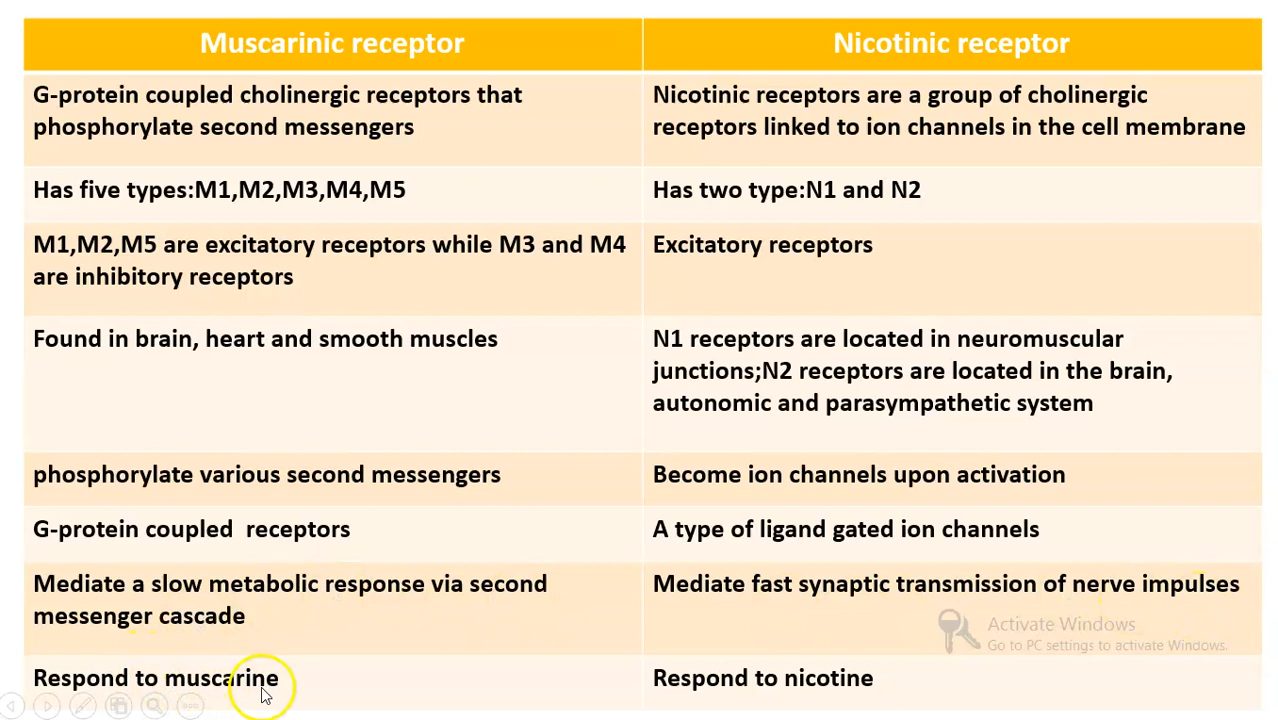 Muscarinic receptor
Nicotinic receptor
G-protein coupled cholinergic receptors that
phosphorylate second messengers
Nicotinic receptors are a group of cholinergic
receptors linked to ion channels in the cell membrane
Has five types:M1,M2,M3,M4,M5
Has two type:N1 and N2
M1,M2,M5 are excitatory receptors while M3 and M4
are inhibitory receptors
Excitatory receptors
Found in brain, heart and smooth muscles
N1 receptors are located in neuromuscular
junctions;N2 receptors are located in the brain,
autonomic and parasympathetic system
phosphorylate various second messengers
Become ion channels upon activation
G-protein coupled  receptors
A type of ligand gated ion channels
Mediate a slow metabolic response via second
messenger cascade
Mediate fast synaptic transmission of nerve impulses
Activate Windows
Go to PC settings to activate Windows.
Respond to muscarine
Respond to nicotine